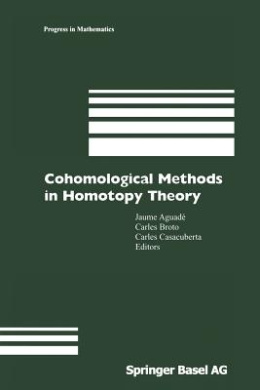 Progress in Mathematics
Cohomological Methods
in Homotopy Theory
Jaume Aguadé
Carles Broto
Carles Casacuberta
Editors
Springer Basel AG